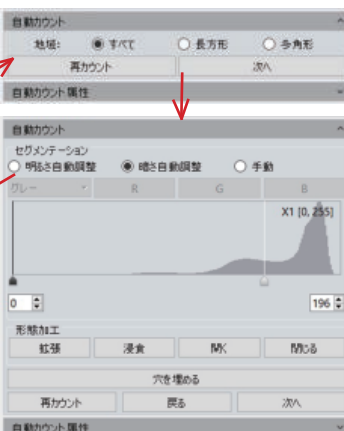 自動カウント
地域: すべて 長方形 多角形
再カウント 次へ
自動カウント属性
自動カウント
セグメンテーション
明るさ自動調整 暗さ自動調整 手動
グレー R G B
X1 [0, 255]
0 196
形態加工
拡張 浸食 開く 閉じる
穴を埋める
再カウント 戻る 次へ
自動カウント属性